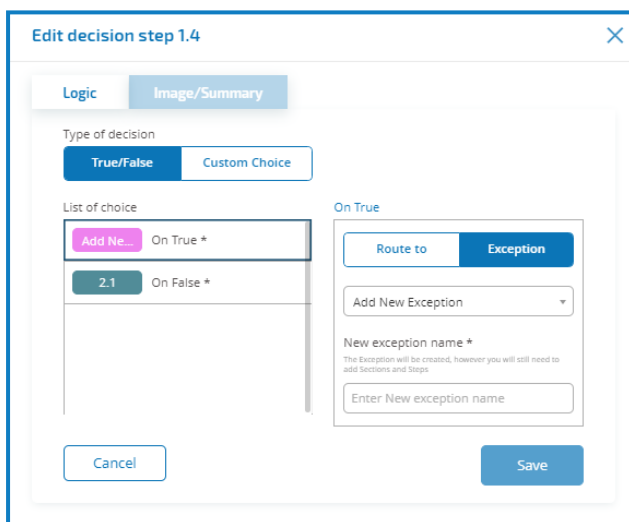 Edit decision step 1.4
Logic
Image/Summary
Type of decision
True/False
Custom Choice
List of choice
Add Ne...
On True *
2.1
On False *
On True
Route to
Exception
Add New Exception
New exception name *
The Exception will be created, however you will still need to
add Sections and Steps
Enter New exception name
Cancel
Save